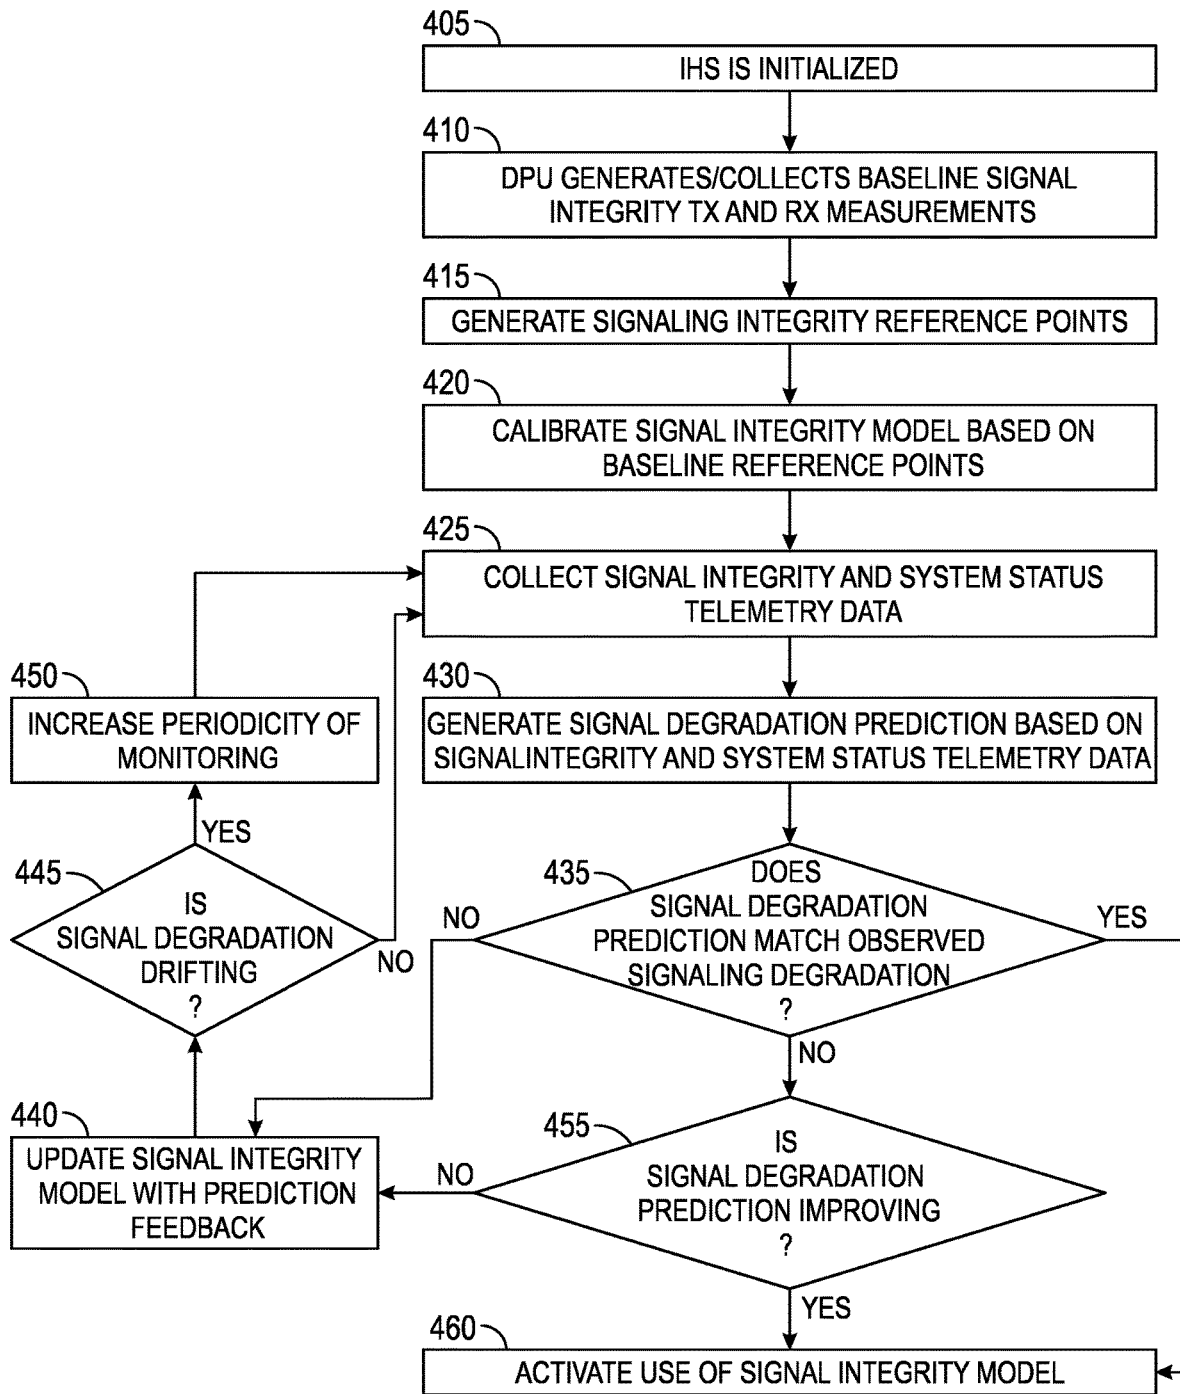 405
IHS IS INITIALIZED
410
DPU GENERATES/COLLECTS BASELINE SIGNAL
INTEGRITY TX AND RX MEASUREMENTS
415
GENERATE SIGNALING INTEGRITY REFERENCE POINTS
420
CALIBRATE SIGNAL INTEGRITY MODEL BASED ON
BASELINE REFERENCE POINTS
425
COLLECT SIGNAL INTEGRITY AND SYSTEM STATUS
TELEMETRY DATA
430
GENERATE SIGNAL DEGRADATION PREDICTION BASED ON
SIGNALINTEGRITY AND SYSTEM STATUS TELEMETRY DATA
450
INCREASE PERIODICITY OF
MONITORING
YES
445
IS
SIGNAL DEGRADATION
DRIFTING
?
NO
435
DOES
SIGNAL DEGRADATION
PREDICTION MATCH OBSERVED
SIGNALING DEGRADATION
?
NO
YES
NO
440
UPDATE SIGNAL INTEGRITY
MODEL WITH PREDICTION
FEEDBACK
455
IS
SIGNAL DEGRADATION
PREDICTION IMPROVING
?
NO
YES
460
ACTIVATE USE OF SIGNAL INTEGRITY MODEL